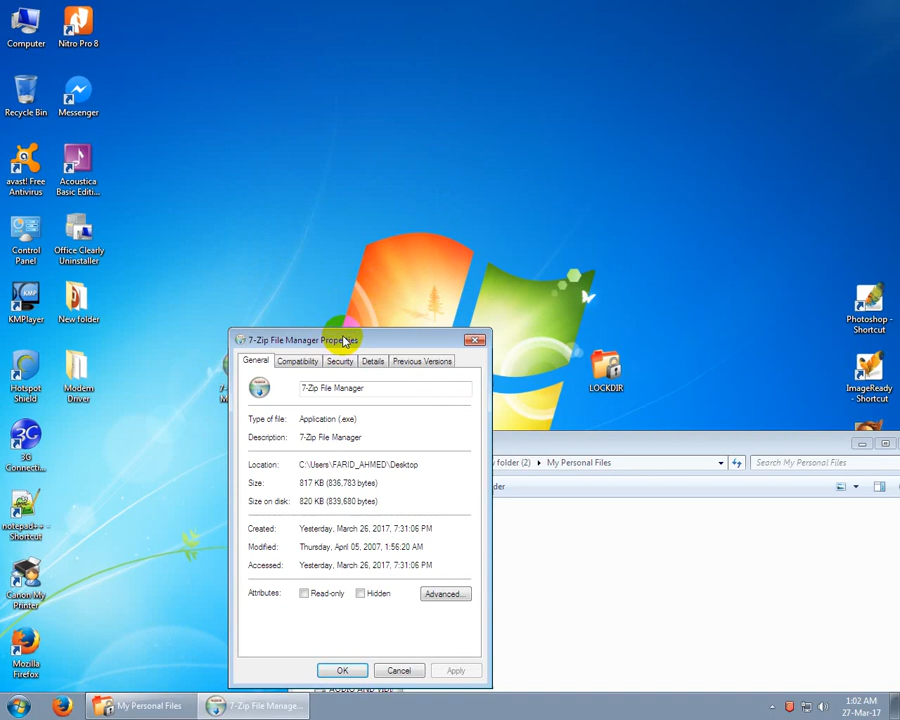 Computer
Nitro Pro 8
Recycle Bin
Messenger
avast! Free
Antivirus
Acoustica
Basic Editi...
Control
Panel
Office Clearly
Uninstaller
KMPlayer
New folder
Hotspot
Shield
Modem
Driver
3G
Connecti...
notepad++ -
Shortcut
Canon My
Printer
Mozilla
Firefox
LOCKDIR
Photoshop -
Shortcut
ImageReady
- Shortcut
7-Zip File Manager Properties
General
Compatibility
Security
Details
Previous Versions
7-Zip File Manager
Type of file: Application (.exe)
Description: 7-Zip File Manager
Location: C:\Users\FARID_AHMED\Desktop
Size: 817 KB (836,783 bytes)
Size on disk: 820 KB (839,680 bytes)
Created: Yesterday, March 26, 2017, 7:31:06 PM
Modified: Thursday, April 05, 2007, 1:56:20 AM
Accessed: Yesterday, March 26, 2017, 7:31:06 PM
Attributes: Read-only Hidden Advanced...
OK Cancel Apply
folder (2) My Personal Files
Search My Personal Files
My Personal Files
7-Zip File Manage...
1:02 AM
27-Mar-17